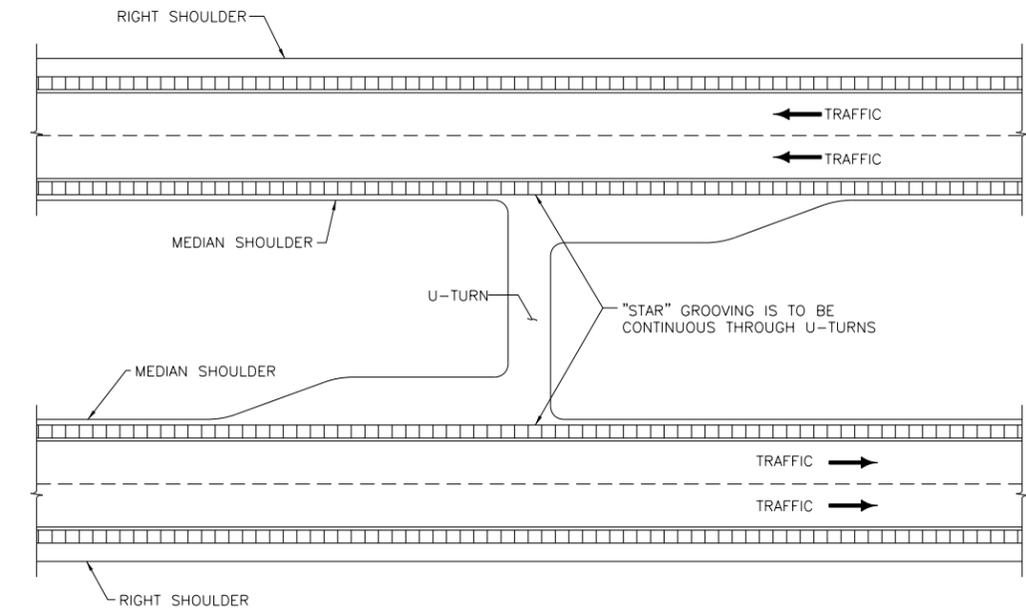 RIGHT SHOULDER
TRAFFIC
TRAFFIC
MEDIAN SHOULDER
U-TURN
"STAR" GROOVING IS TO BE
CONTINUOUS THROUGH U-TURNS
MEDIAN SHOULDER
TRAFFIC
TRAFFIC
RIGHT SHOULDER